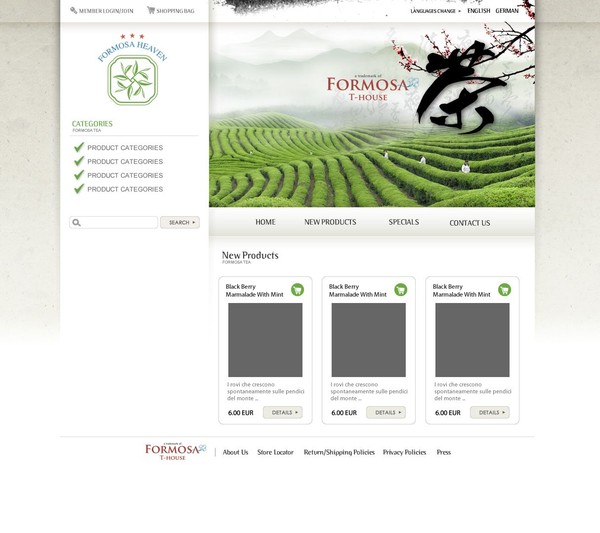 MEMBER LOGIN/JOIN
SHOPPING BAG
LANGUAGES CHANGE
ENGLISH
GERMAN
FORMOSA HEAVEN
a trademark of
FORMOSA
T-HOUSE
茶
CATEGORIES
FORMOSA TEA
PRODUCT CATEGORIES
PRODUCT CATEGORIES
PRODUCT CATEGORIES
PRODUCT CATEGORIES
SEARCH
HOME
NEW PRODUCTS
SPECIALS
CONTACT US
New Products
FORMOSA TEA
Black Berry
Marmalade With Mint
I rovi che crescono
spontaneamente sulle pendici
del monte ..
6.00 EUR
DETAILS
Black Berry
Marmalade With Mint
I rovi che crescono
spontaneamente sulle pendici
del monte ..
6.00 EUR
DETAILS
Black Berry
Marmalade With Mint
I rovi che crescono
spontaneamente sulle pendici
del monte ..
6.00 EUR
DETAILS
a trademark of
FORMOSA
T-HOUSE
About Us
Store Locator
Return/Shipping Policies
Privacy Policies
Press